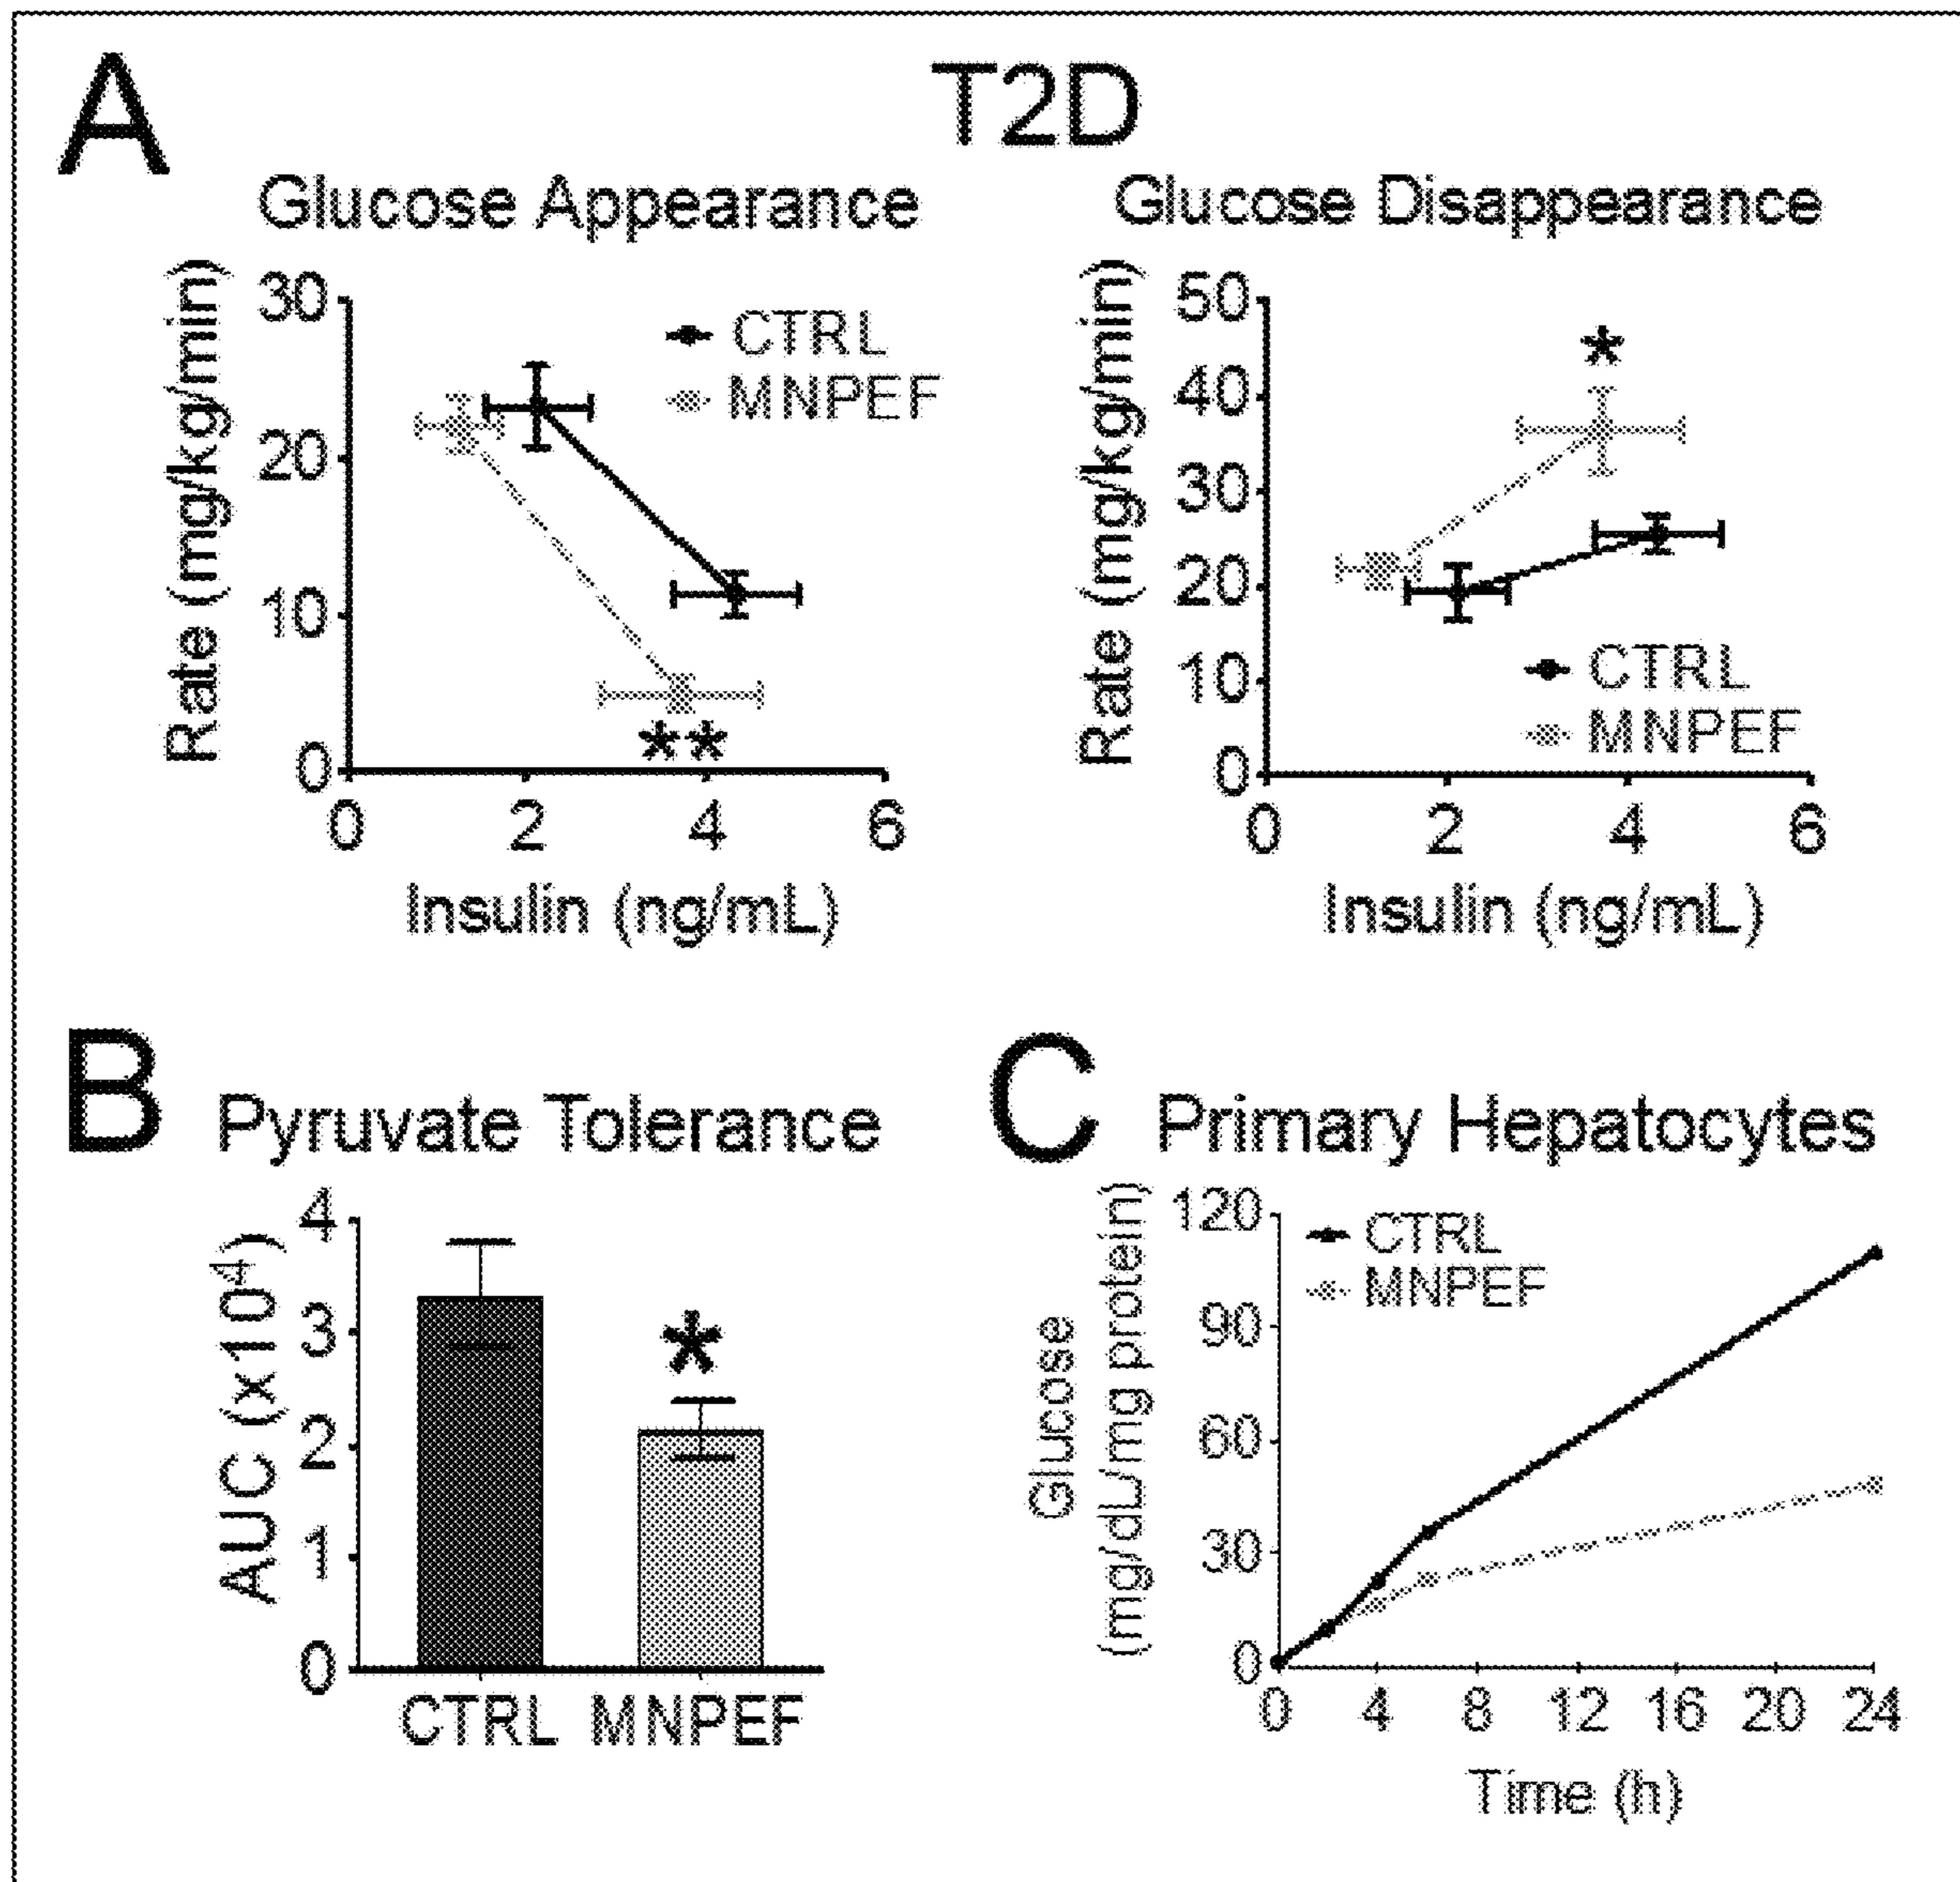 A
T2D
Glucose Appearance
Rate (mg/kg/min)
30
20
10
0
CTRL
MNPEF
**
0 2 4 6
Insulin (ng/mL)
Glucose Disappearance
Rate (mg/kg/min)
50
40
30
20
10
0
*
CTRL
MNPEF
0 2 4 6
Insulin (ng/mL)
B
Pyruvate Tolerance
AUC (x10⁴)
4
3
2
1
0
*
CTRL MNPEF
C
Primary Hepatocytes
Glucose
(mg/dL/mg protein)
120
90
60
30
0
CTRL
MNPEF
0 4 8 12 16 20 24
Time (h)